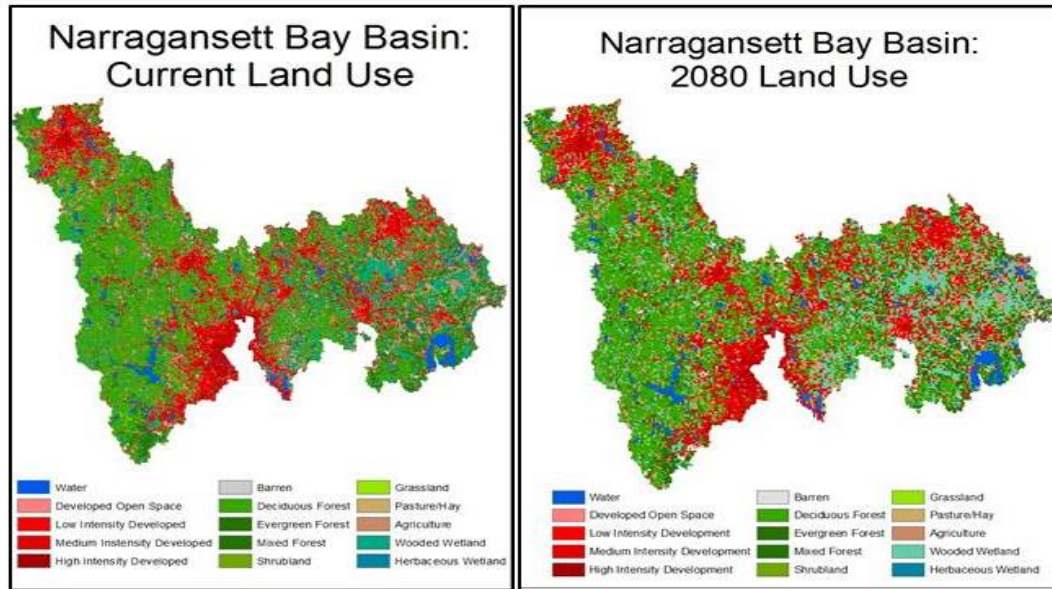 Narragansett Bay Basin:
Current Land Use
Water
Developed Open Space
Low Intensity Developed
Medium Instensity Developed
High Intensity Developed
Barren
Deciduous Forest
Evergreen Forest
Mixed Forest
Shrubland
Grassland
Pasture/Hay
Agriculture
Wooded Wetland
Herbaceous Wetland
Narragansett Bay Basin:
2080 Land Use
Water
Developed Open Space
Low Intensity Development
Medium Intensity Development
High Intensity Development
Barren
Deciduous Forest
Evergreen Forest
Mixed Forest
Shrubland
Grassland
Pasture/Hay
Agriculture
Wooded Wetland
Herbaceous Wetland